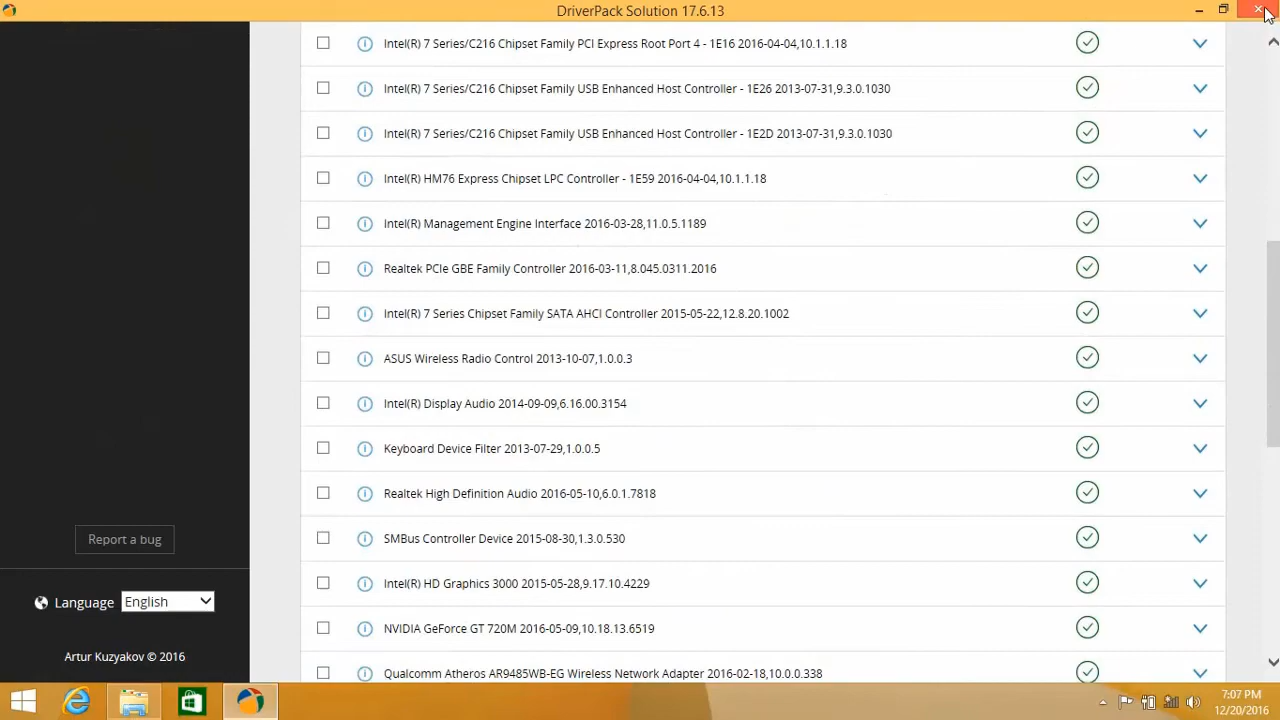 DriverPack Solution 17.6.13
Intel(R) 7 Series/C216 Chipset Family PCI Express Root Port 4 - 1E16 2016-04-04,10.1.1.18
Intel(R) 7 Series/C216 Chipset Family USB Enhanced Host Controller - 1E26 2013-07-31,9.3.0.1030
Intel(R) 7 Series/C216 Chipset Family USB Enhanced Host Controller - 1E2D 2013-07-31,9.3.0.1030
Intel(R) HM76 Express Chipset LPC Controller - 1E59 2016-04-04,10.1.1.18
Intel(R) Management Engine Interface 2016-03-28,11.0.5.1189
Realtek PCIe GBE Family Controller 2016-03-11,8.045.0311.2016
Intel(R) 7 Series Chipset Family SATA AHCI Controller 2015-05-22,12.8.20.1002
ASUS Wireless Radio Control 2013-10-07,1.0.0.3
Intel(R) Display Audio 2014-09-09,6.16.00.3154
Keyboard Device Filter 2013-07-29,1.0.0.5
Realtek High Definition Audio 2016-05-10,6.0.1.7818
SMBus Controller Device 2015-08-30,1.3.0.530
Intel(R) HD Graphics 3000 2015-05-28,9.17.10.4229
NVIDIA GeForce GT 720M 2016-05-09,10.18.13.6519
Qualcomm Atheros AR9485WB-EG Wireless Network Adapter 2016-02-18,10.0.0.338
Report a bug
Language English
Artur Kuzyakov © 2016
7:07 PM
12/20/2016